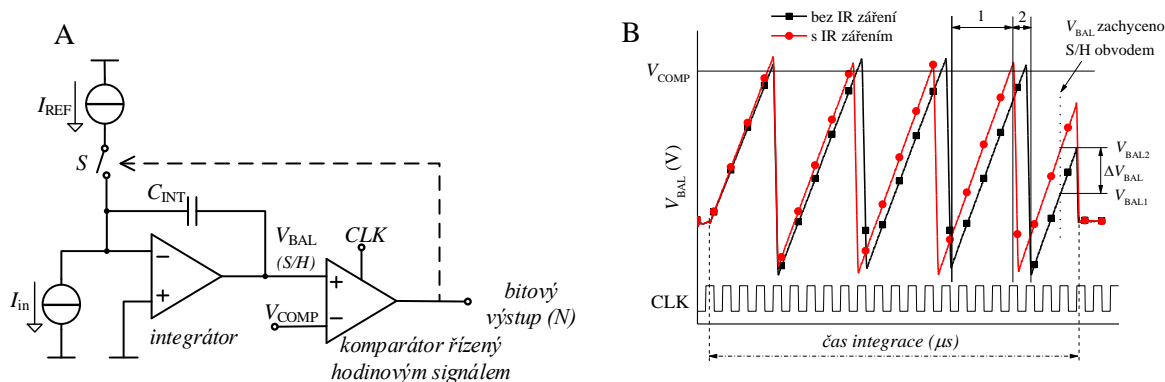 A
I_REF
S
C_INT
V_BAL
(S/H)
CLK
I_in
V_COMP
integrátor
komparátor řízený
hodinovým signálem
bitový
výstup (N)
B
bez IR záření
s IR zářením
1
2
V_BAL zachyceno
S/H obvodem
V_COMP
V_BAL (V)
V_BAL2
ΔV_BAL
V_BAL1
CLK
čas integrace (μs)